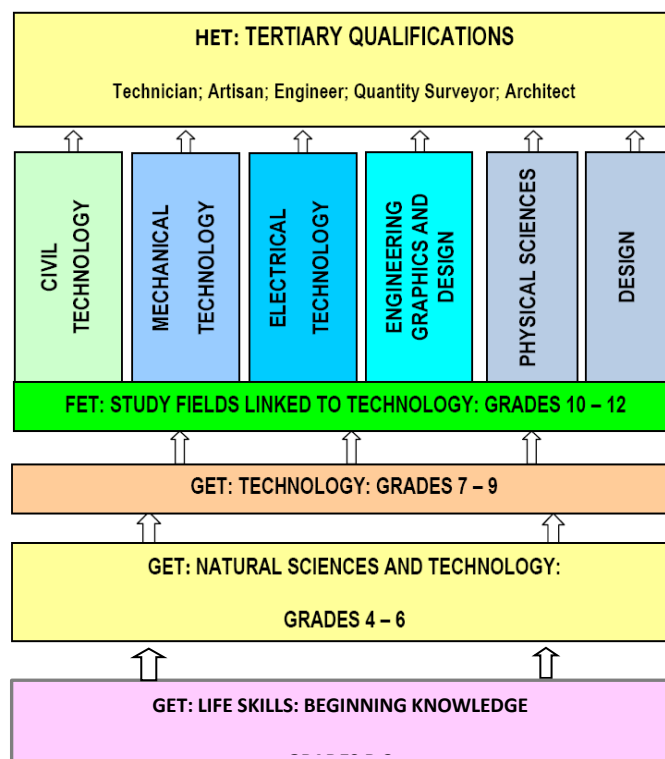 HET: TERTIARY QUALIFICATIONS
Technician; Artisan; Engineer; Quantity Surveyor; Architect
CIVIL
TECHNOLOGY
MECHANICAL
TECHNOLOGY
ELECTRICAL
TECHNOLOGY
ENGINEERING
GRAPHICS AND
DESIGN
PHYSICAL SCIENCES
DESIGN
FET: STUDY FIELDS LINKED TO TECHNOLOGY: GRADES 10 – 12
GET: TECHNOLOGY: GRADES 7 – 9
GET: NATURAL SCIENCES AND TECHNOLOGY:
GRADES 4 – 6
GET: LIFE SKILLS: BEGINNING KNOWLEDGE